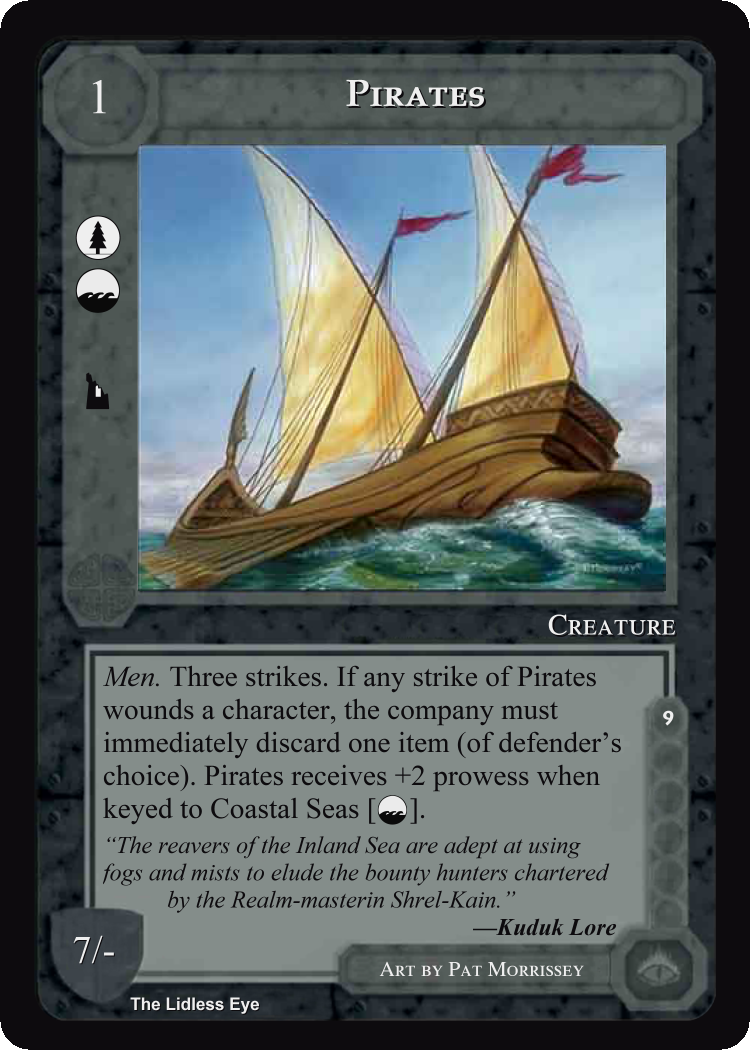 1
Pirates
Creature
Men. Three strikes. If any strike of Pirates
wounds a character, the company must
immediately discard one item (of defender’s
choice). Pirates receives +2 prowess when
keyed to Coastal Seas [ ].
9
“The reavers of the Inland Sea are adept at using
fogs and mists to elude the bounty hunters chartered
by the Realm-masterin Shrel-Kain.”
—Kuduk Lore
7/-
Art by Pat Morrissey
The Lidless Eye